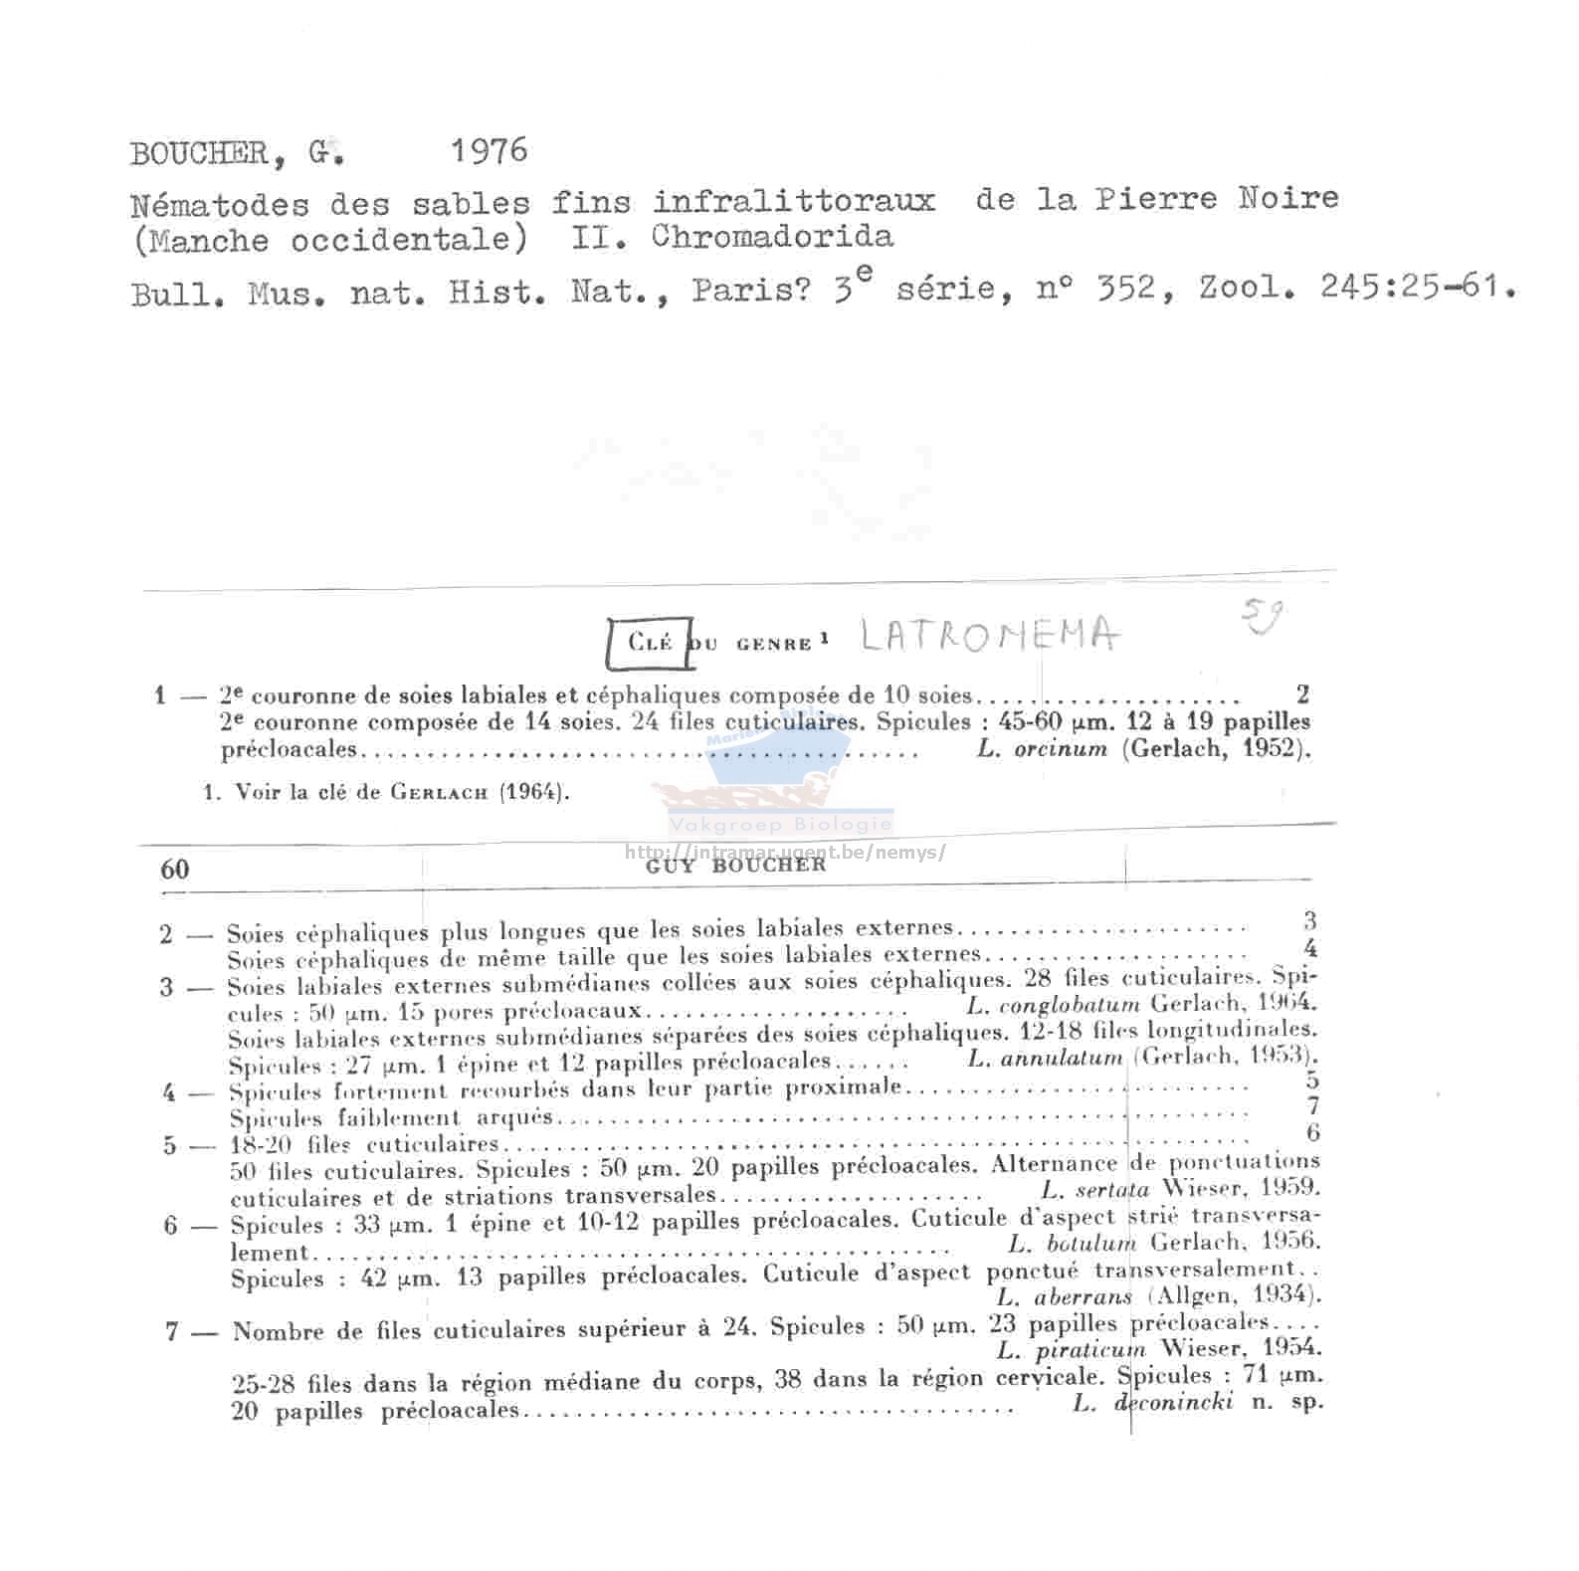 BOUCHER, G. 1976
Nématodes des sables fins infralittoraux de la Pierre Noire
(Manche occidentale) II. Chromadorida
Bull. Mus. nat. Hist. Nat., Paris? 3e série, nº 352, Zool. 245:25-61.
Clé du genre 1 LATRONEMA 59
1 — 2e couronne de soies labiales et céphaliques composée de 10 soies.................... 2
2e couronne composée de 14 soies. 24 files cuticulaires. Spicules : 45-60 μm. 12 à 19 papilles
précloacales.......................................... L. orcinum (Gerlach, 1952).
1. Voir la clé de Gerlach (1964).
Vakgroep Biologie
http://intramar.ugent.be/nemys/
60 GUY BOUCHER
2 — Soies céphaliques plus longues que les soies labiales externes...................... 3
Soies céphaliques de même taille que les soies labiales externes.................... 4
3 — Soies labiales externes submédianes collées aux soies céphaliques. 28 files cuticulaires. Spi-
cules : 50 μm. 15 pores précloacaux.................... L. conglobatum Gerlach, 1964.
Soies labiales externes submédianes séparées des soies céphaliques. 12-18 files longitudinales.
Spicules : 27 μm. 1 épine et 12 papilles précloacales...... L. annulatum (Gerlach, 1953).
4 — Spicules fortement recourbés dans leur partie proximale.......................... 5
Spicules faiblement arqués.................................................... 7
5 — 18-20 files cuticulaires........................................................ 6
50 files cuticulaires. Spicules : 50 μm. 20 papilles précloacales. Alternance de ponctuations
cuticulaires et de striations transversales.................... L. sertata Wieser, 1959.
6 — Spicules : 33 μm. 1 épine et 10-12 papilles précloacales. Cuticule d'aspect strié transversa-
lement................................................ L. botulum Gerlach, 1956.
Spicules : 42 μm. 13 papilles précloacales. Cuticule d'aspect ponctué transversalement..
L. aberrans (Allgen, 1934).
7 — Nombre de files cuticulaires supérieur à 24. Spicules : 50 μm. 23 papilles précloacales....
L. piraticum Wieser, 1954.
25-28 files dans la région médiane du corps, 38 dans la région cervicale. Spicules : 71 μm.
20 papilles précloacales..................................... L. deconincki n. sp.